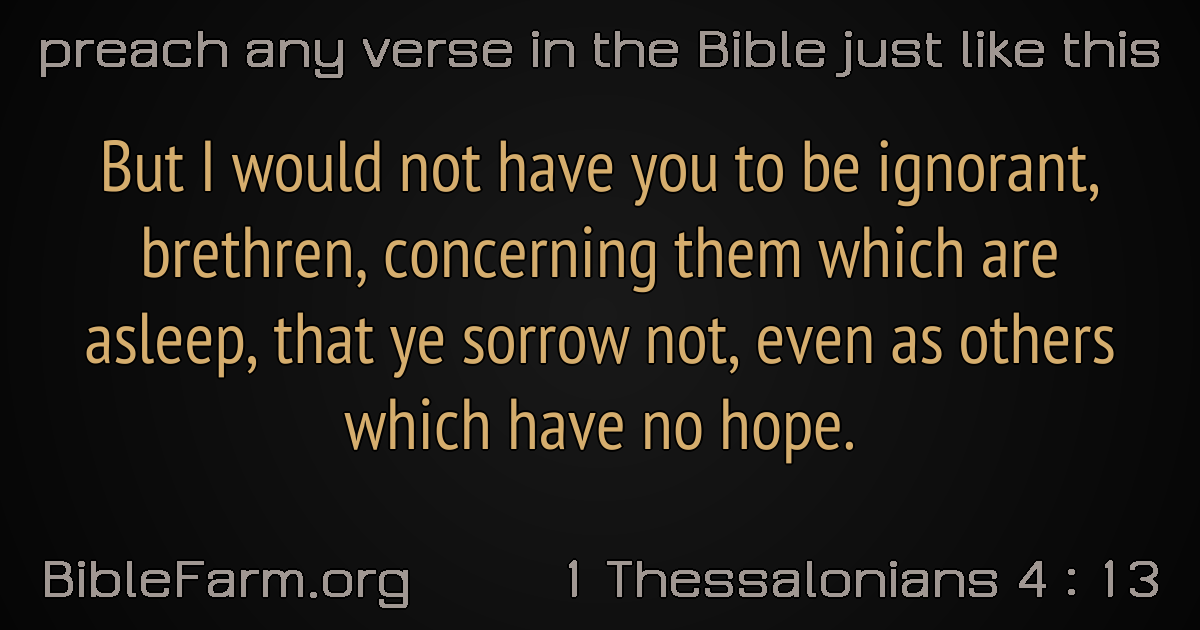 preach any verse in the Bible just like this
But I would not have you to be ignorant,
brethren, concerning them which are
asleep, that ye sorrow not, even as others
which have no hope.
BibleFarm.org
1 Thessalonians 4 : 13